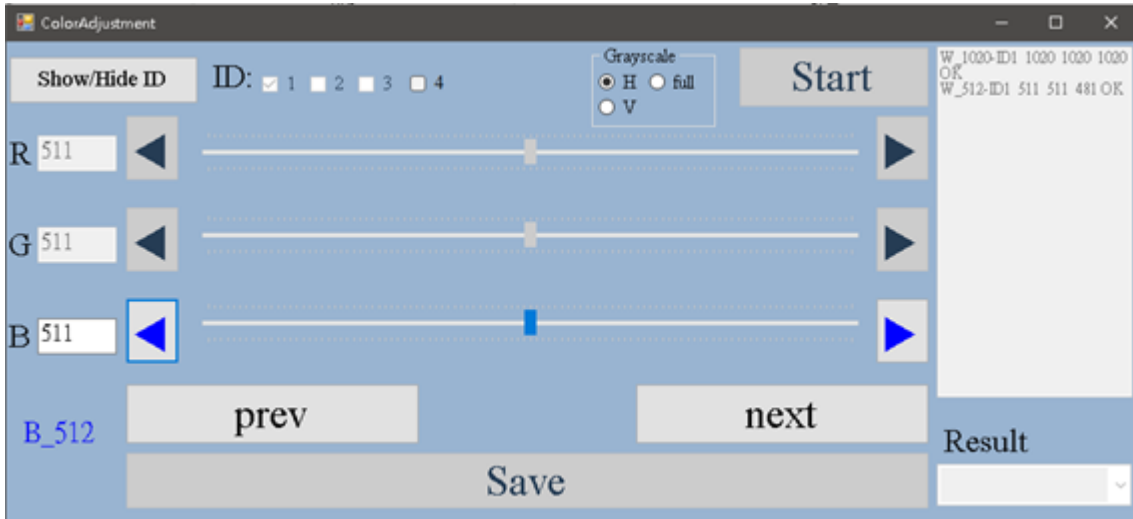 ColorAdjustment
Show/Hide ID
ID: 1 2 3 4
Grayscale
H full
V
Start
R 511
G 511
B 511
B_512
prev
next
Save
W_1020-ID1 1020 1020 1020
OK
W_512-ID1 511 511 481 OK
Result